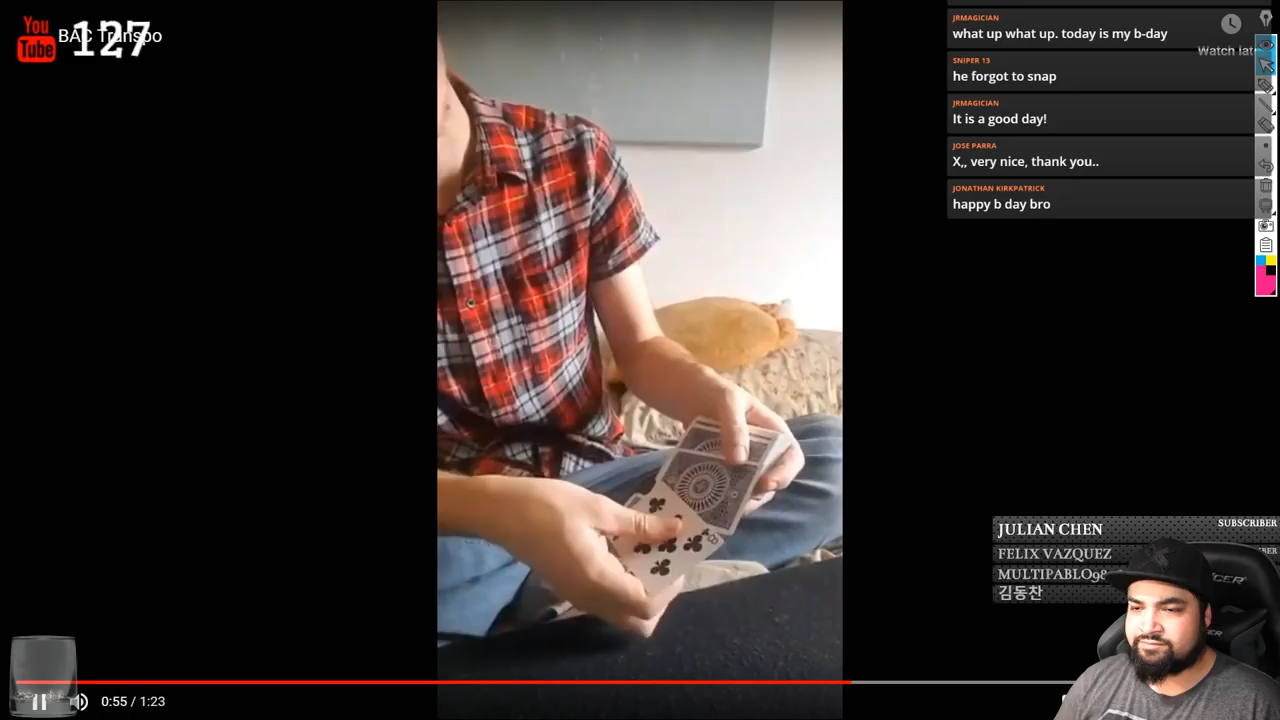 You
Tube
127
BAC Transpo
JRMAGICIAN
what up what up. today is my b-day
Watch late
SNIPER 13
he forgot to snap
JRMAGICIAN
It is a good day!
JOSE PARRA
X,, very nice, thank you..
JONATHAN KIRKPATRICK
happy b day bro
JULIAN CHEN
SUBSCRIBER
FELIX VAZQUEZ
MULTIPABLO98
김동찬
0:55 / 1:23